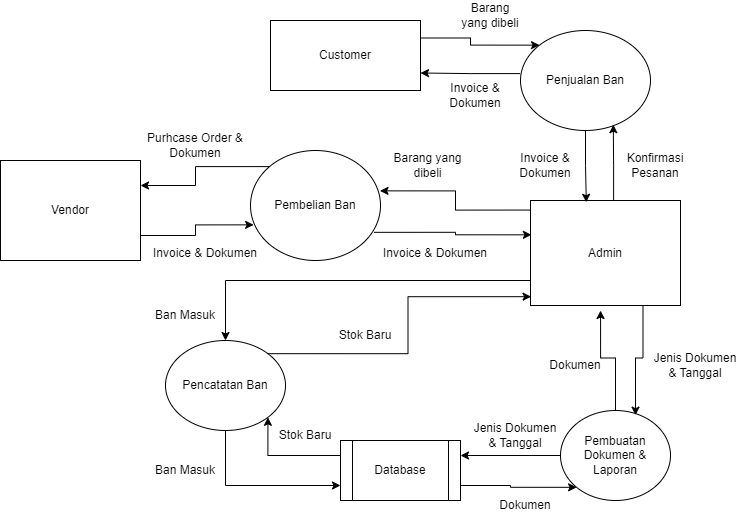 Barang
yang dibeli
Customer
Penjualan Ban
Invoice &
Dokumen
Purhcase Order &
Dokumen
Barang yang
dibeli
Invoice &
Dokumen
Konfirmasi
Pesanan
Vendor
Pembelian Ban
Admin
Invoice & Dokumen
Invoice & Dokumen
Ban Masuk
Stok Baru
Dokumen
Jenis Dokumen
& Tanggal
Pencatatan Ban
Stok Baru
Jenis Dokumen
& Tanggal
Pembuatan
Dokumen &
Laporan
Ban Masuk
Database
Dokumen